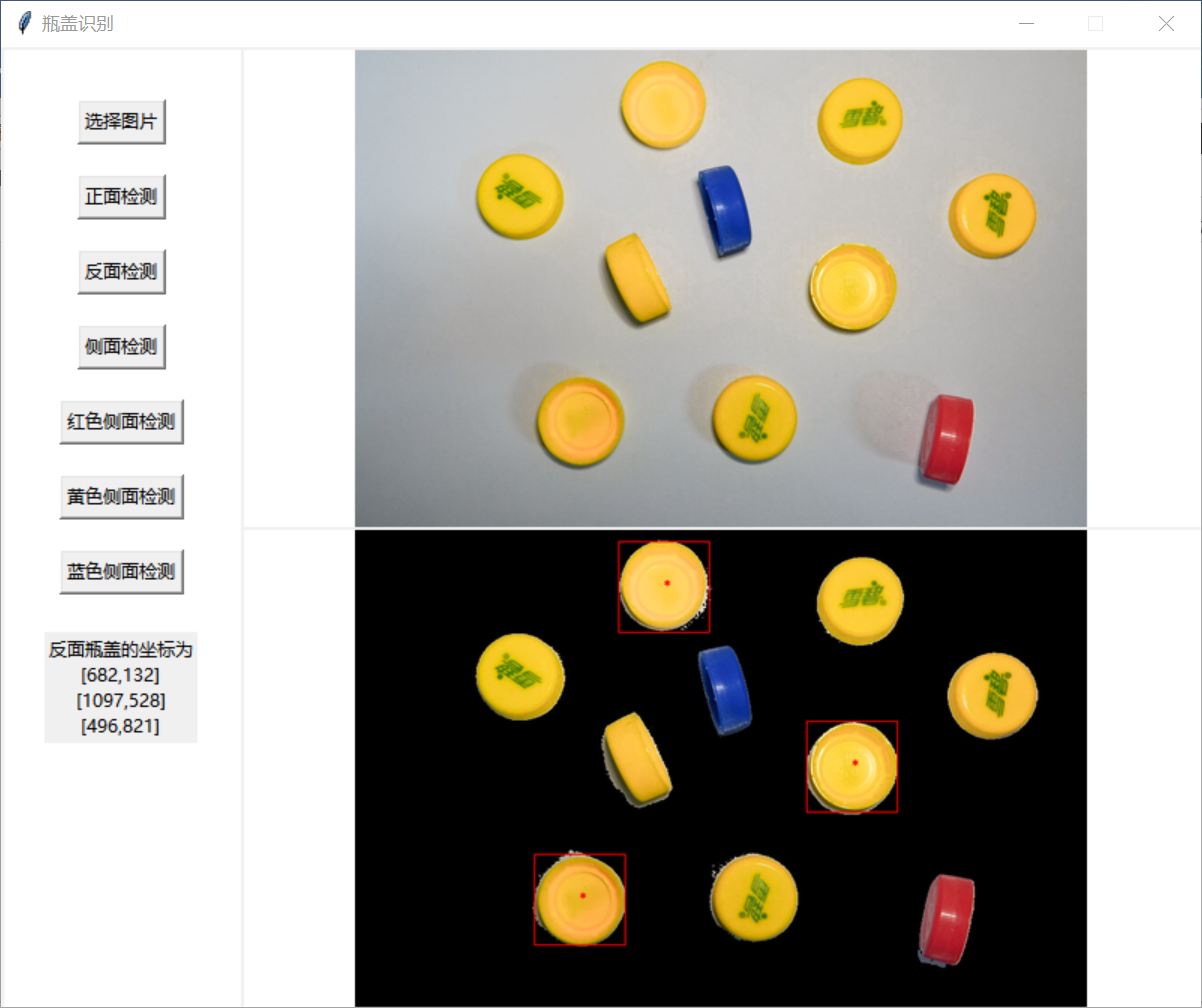 瓶盖识别
选择图片
正面检测
反面检测
侧面检测
红色侧面检测
黄色侧面检测
蓝色侧面检测
反面瓶盖的坐标为
[682,132]
[1097,528]
[496,821]